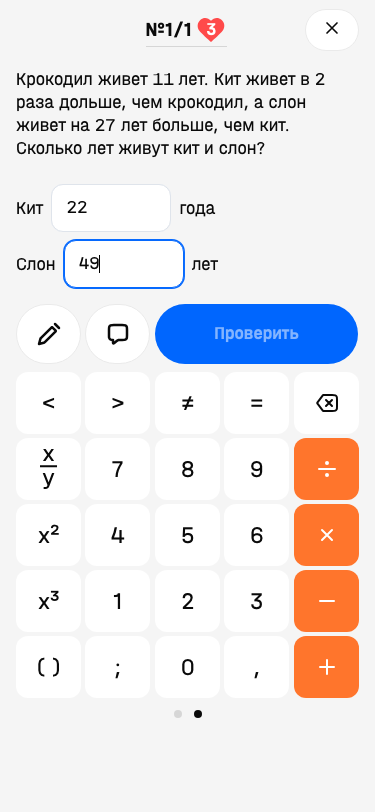 №1/1 3
Крокодил живет 11 лет. Кит живет в 2
раза дольше, чем крокодил, а слон
живет на 27 лет больше, чем кит.
Сколько лет живут кит и слон?
Кит 22 года
Слон 49 лет
Проверить
< > ≠ =
x/y 7 8 9 ÷
x² 4 5 6 ×
x³ 1 2 3 −
( ) ; 0 , +